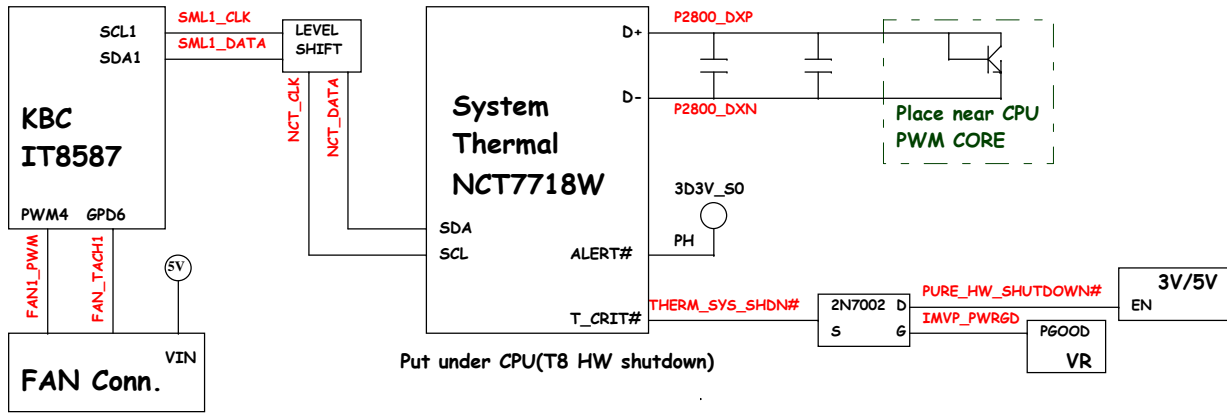 SML1_CLK
SCL1
SML1_DATA
SDA1
LEVEL
SHIFT
KBC
IT8587
NCT_CLK
NCT_DATA
PWM4
GPD6
FAN1_PWM
FAN_TACH1
5V
VIN
FAN Conn.
System
Thermal
NCT7718W
D+
D-
SDA
SCL
ALERT#
T_CRIT#
P2800_DXP
P2800_DXN
Place near CPU
PWM CORE
3D3V_S0
PH
THERM_SYS_SHDN#
2N7002
D
S
G
PURE_HW_SHUTDOWN#
IMVP_PWRGD
3V/5V
EN
PGOOD
VR
Put under CPU(T8 HW shutdown)